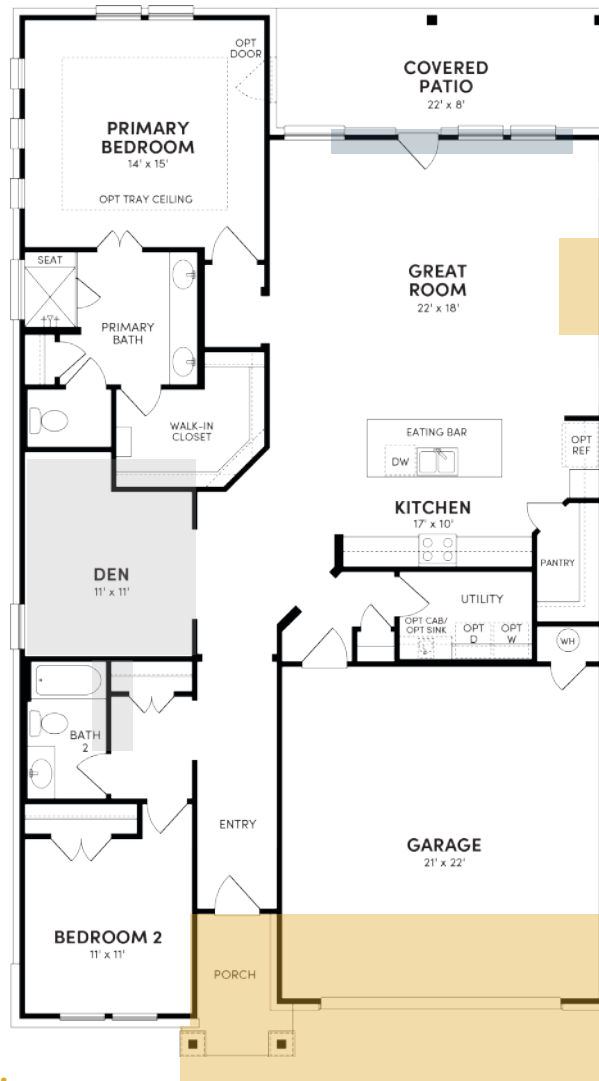 OPT
DOOR
COVERED
PATIO
22' x 8'
PRIMARY
BEDROOM
14' x 15'
OPT TRAY CEILING
SEAT
GREAT
ROOM
22' x 18'
PRIMARY
BATH
WALK-IN
CLOSET
EATING BAR
DW
OPT
REF
KITCHEN
17' x 10'
PANTRY
DEN
11' x 11'
UTILITY
OPT CAB/
OPT SINK
OPT
D
OPT
W
WH
BATH
2
ENTRY
GARAGE
21' x 22'
BEDROOM 2
11' x 11'
PORCH